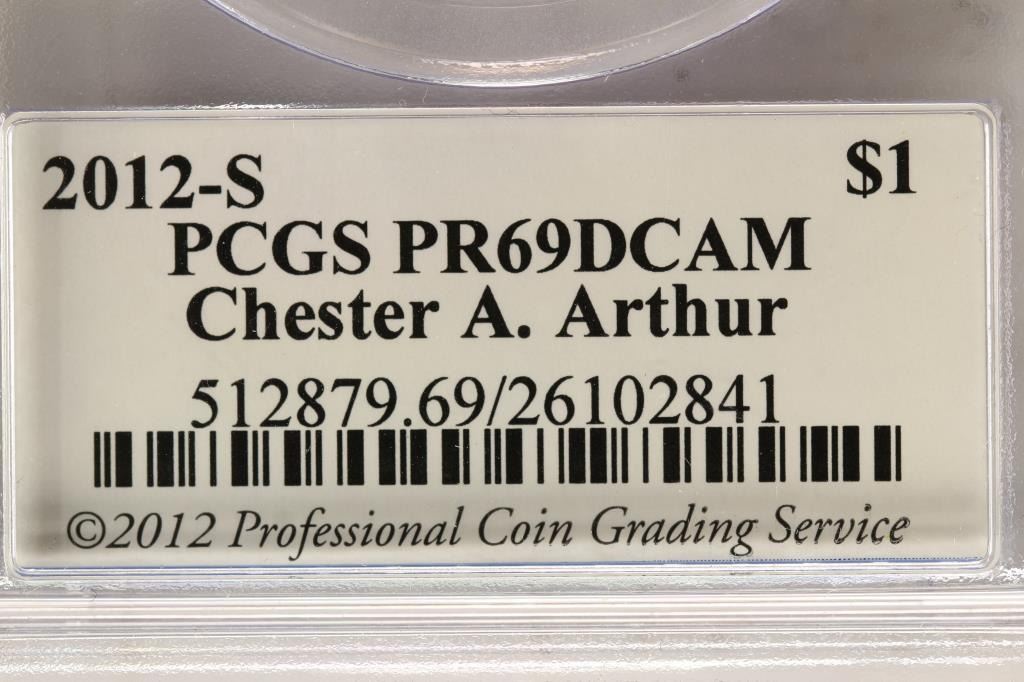 2012-S $1
PCGS PR69DCAM
Chester A. Arthur
512879.69/26102841
©2012 Professional Coin Grading Service